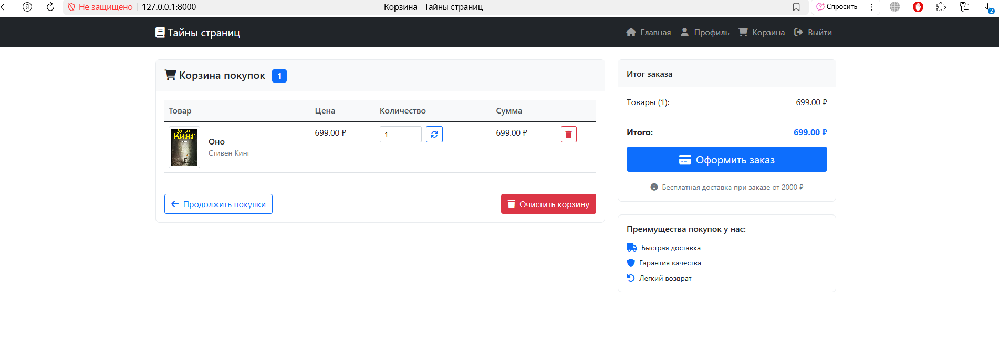 Не защищено 127.0.0.1:8000 Корзина - Тайны страниц Спросить 2
Тайны страниц Главная Профиль Корзина Выйти
Корзина покупок 1
Товар Цена Количество Сумма
Стивен
КИНГ
ОНО
Оно 699.00 ₽ 1 699.00 ₽
Стивен Кинг
Продолжить покупки Очистить корзину
Итог заказа
Товары (1): 699.00 ₽
Итого: 699.00 ₽
Оформить заказ
Бесплатная доставка при заказе от 2000 ₽
Преимущества покупок у нас:
Быстрая доставка
Гарантия качества
Легкий возврат